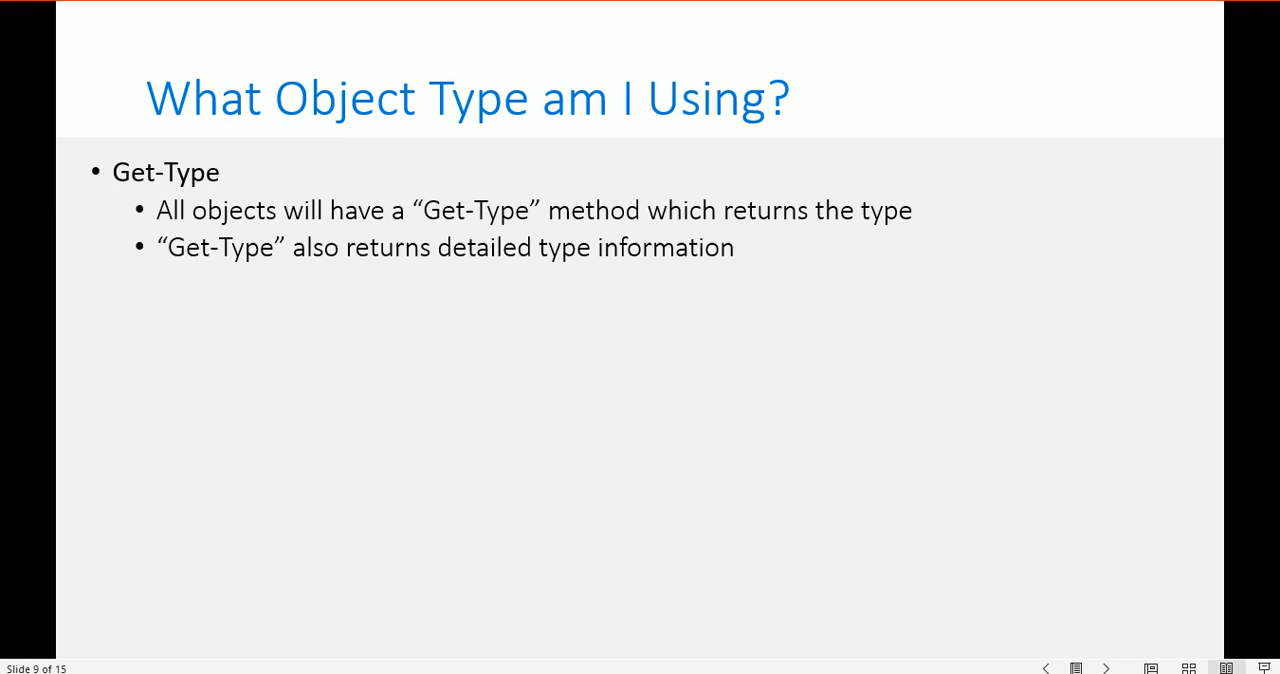 What Object Type am I Using?
• Get-Type
• All objects will have a “Get-Type” method which returns the type
• “Get-Type” also returns detailed type information
Slide 9 of 15